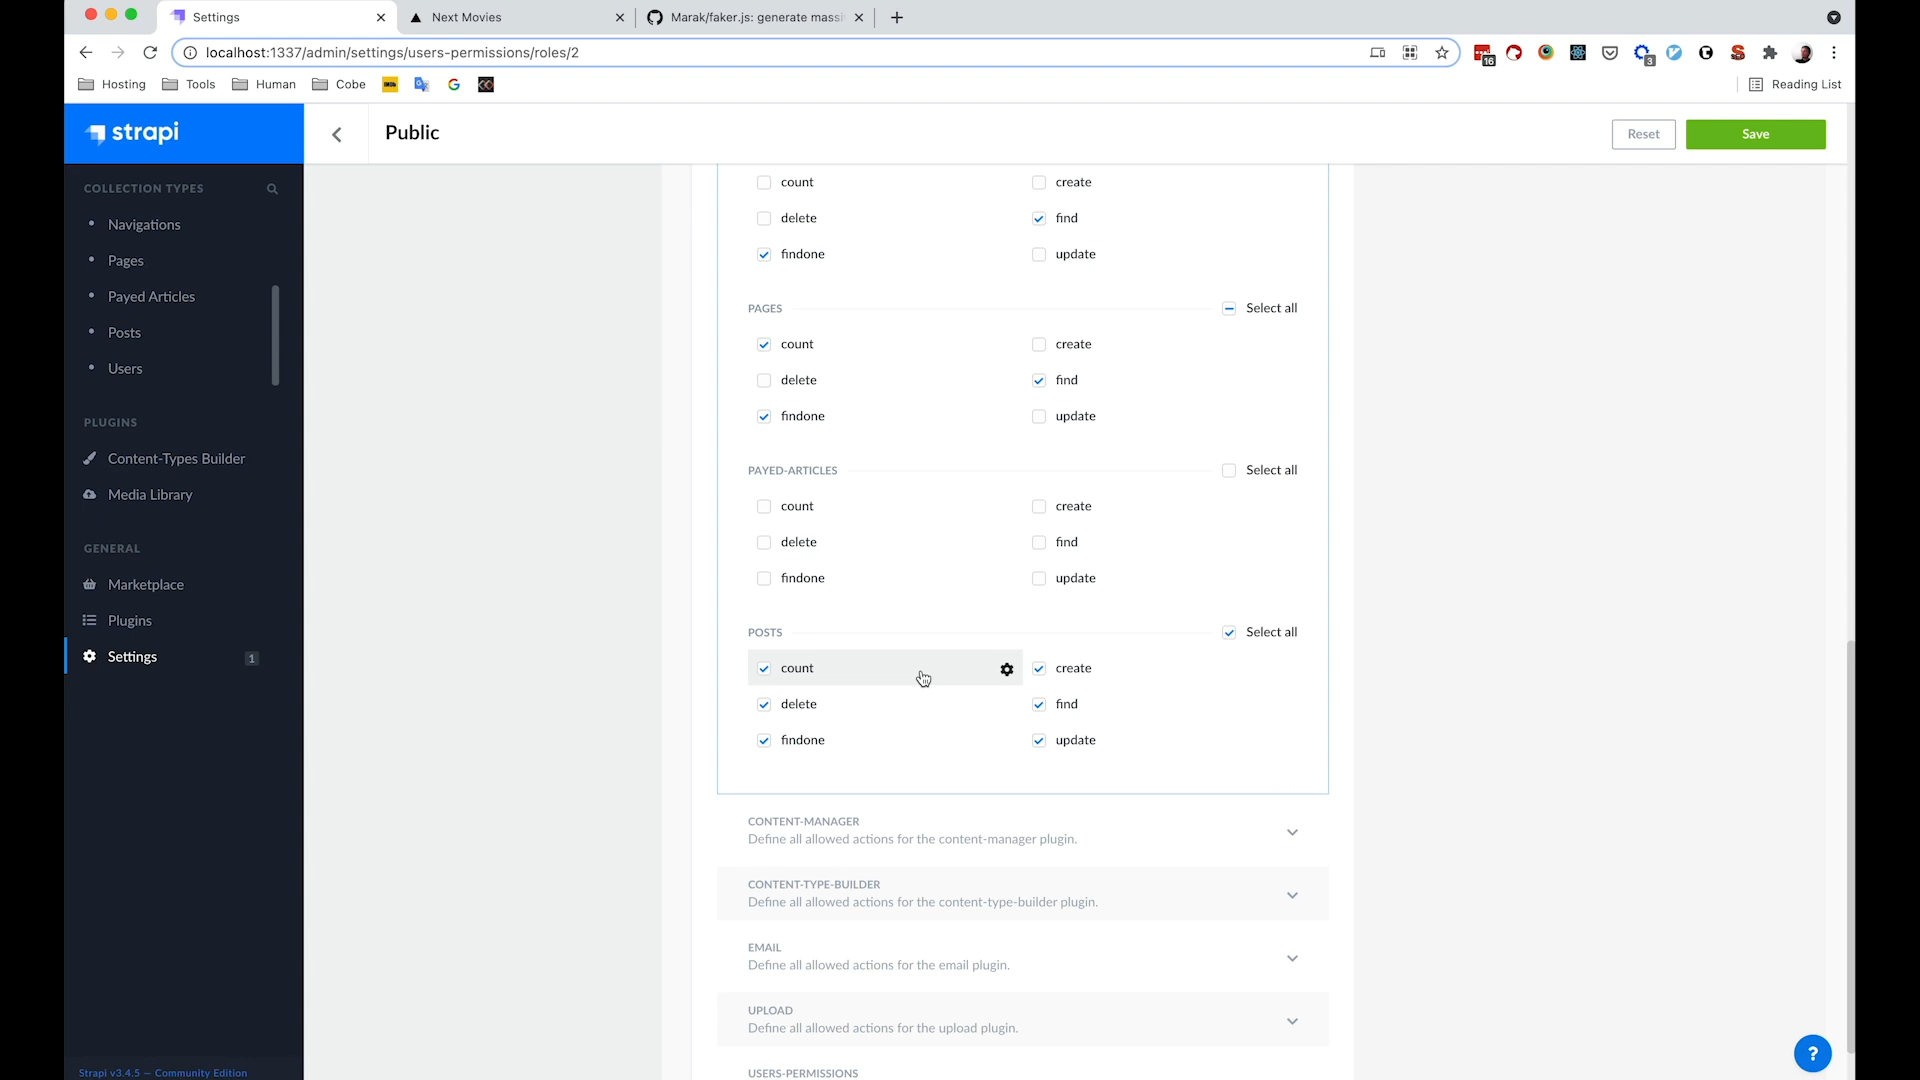 Settings
Next Movies
Marak/faker.js: generate massi
localhost:1337/admin/settings/users-permissions/roles/2
16
3
Hosting
Tools
Human
Cobe
Reading List
strapi
Public
Reset
Save
COLLECTION TYPES
Navigations
Pages
Payed Articles
Posts
Users
PLUGINS
Content-Types Builder
Media Library
GENERAL
Marketplace
Plugins
Settings
1
Strapi v3.4.5 — Community Edition
count
create
delete
find
findone
update
PAGES
Select all
count
create
delete
find
findone
update
PAYED-ARTICLES
Select all
count
create
delete
find
findone
update
POSTS
Select all
count
create
delete
find
findone
update
CONTENT-MANAGER
Define all allowed actions for the content-manager plugin.
CONTENT-TYPE-BUILDER
Define all allowed actions for the content-type-builder plugin.
EMAIL
Define all allowed actions for the email plugin.
UPLOAD
Define all allowed actions for the upload plugin.
USERS-PERMISSIONS
?